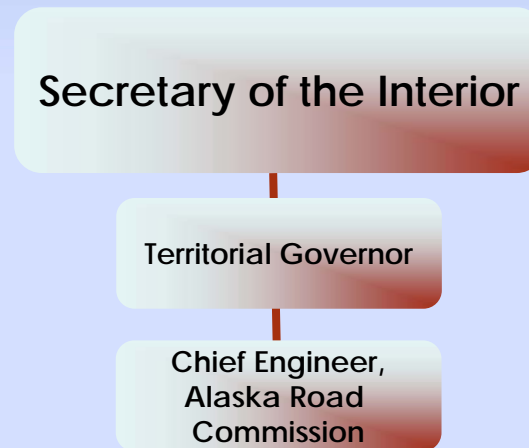 Secretary of the Interior
Territorial Governor
Chief Engineer,
Alaska Road
Commission